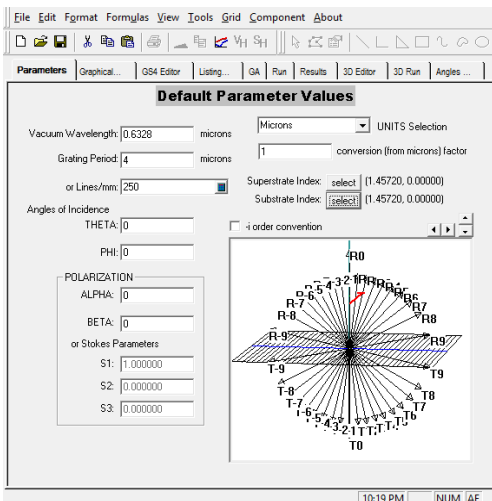 File Edit Format Formulas View Tools Grid Component About
VH SH
Parameters Graphical... GS4 Editor Listing... GA Run Results 3D Editor 3D Run Angles ...
Default Parameter Values
Vacuum Wavelength: 0.6328 microns
Microns UNITS Selection
Grating Period: 4 microns
1 conversion (from microns) factor
or Lines/mm: 250
Superstrate Index: select (1.45720, 0.00000)
Substrate Index: select (1.45720, 0.00000)
Angles of Incidence
THETA: 0
-i order convention
PHI: 0
POLARIZATION
ALPHA: 0
BETA: 0
or Stokes Parameters
S1: 1.000000
S2: 0.000000
S3: 0.000000
R0
R-7
R7
R-8
R8
R-9
R9
T-9
T9
T-8
T8
T-7
T7
T6
T0
10:19 PM NUM AF